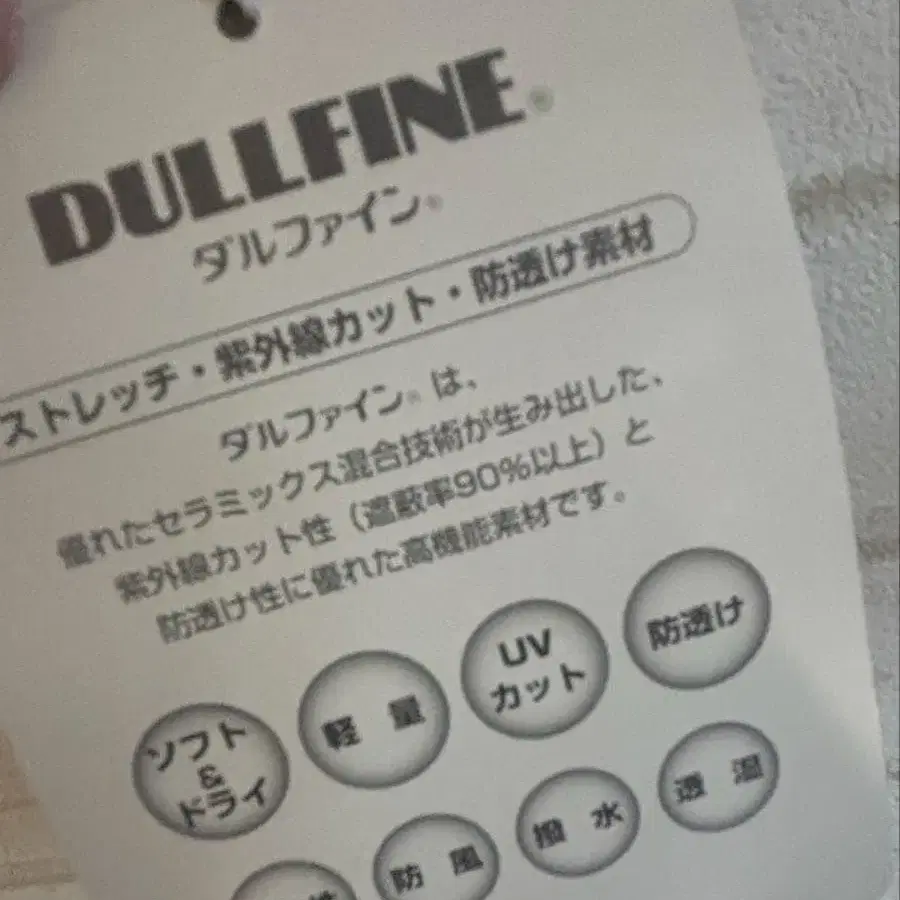 DULLFINE®
ダルファイン®
ストレッチ・紫外線カット・防透け素材
ダルファイン®は、
優れたセラミックス混合技術が生み出した、
紫外線カット性（遮蔽率90%以上）と
防透け性に優れた高機能素材です。
ソフト
&
ドライ
軽量
UV
カット
防透け
防風
撥水